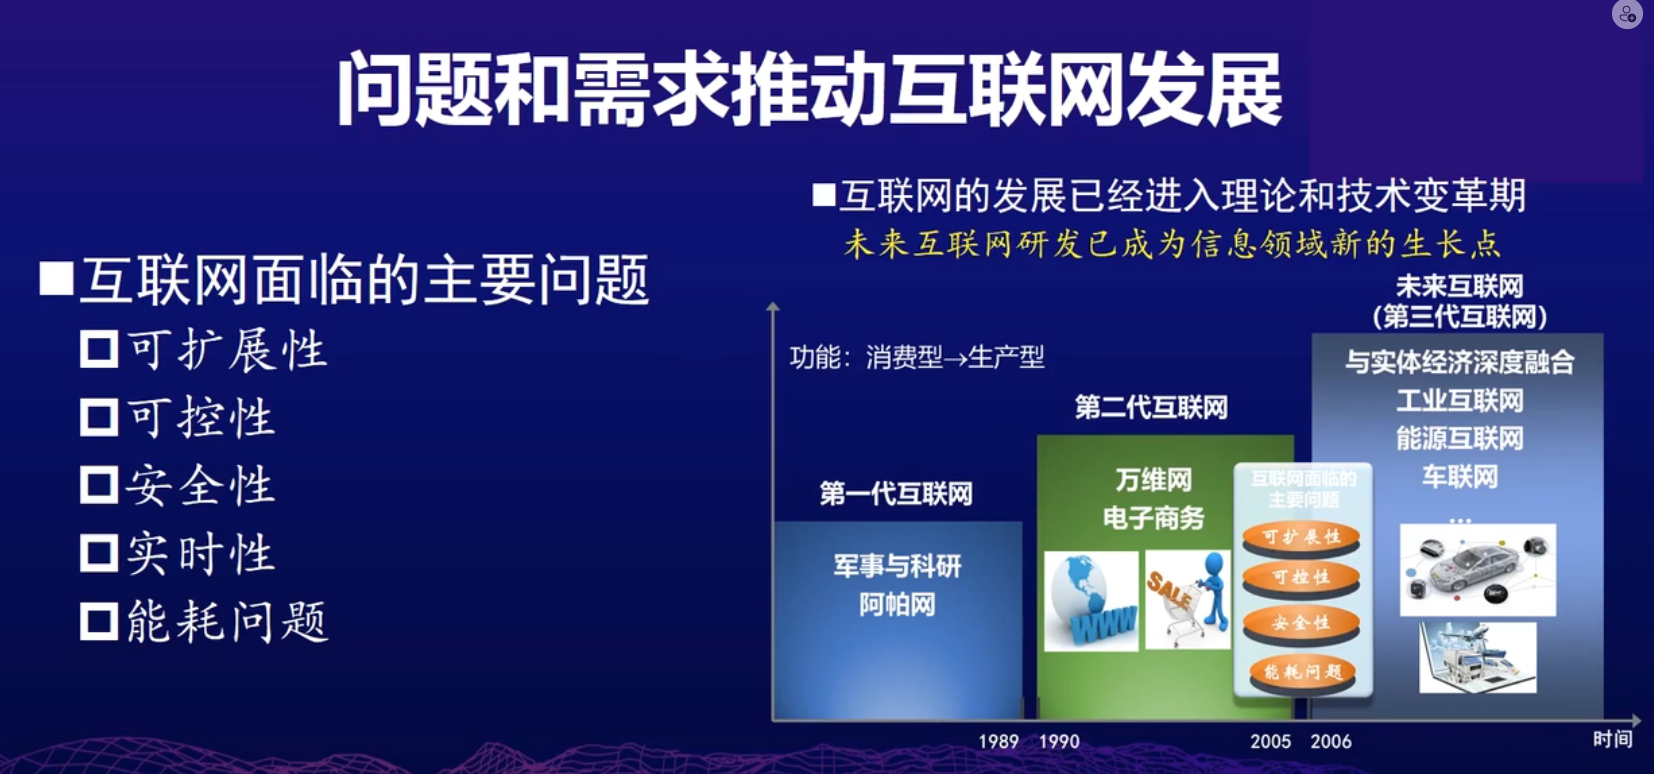 问题和需求推动互联网发展
■互联网面临的主要问题
可扩展性
可控性
安全性
实时性
能耗问题
■互联网的发展已经进入理论和技术变革期
未来互联网研发已成为信息领域新的生长点
功能：消费型→生产型
第一代互联网
军事与科研
阿帕网
第二代互联网
万维网
电子商务
WWW
SALE
互联网面临的
主要问题
可扩展性
可控性
安全性
能耗问题
未来互联网
(第三代互联网)
与实体经济深度融合
工业互联网
能源互联网
车联网
...
1989 1990 2005 2006 时间